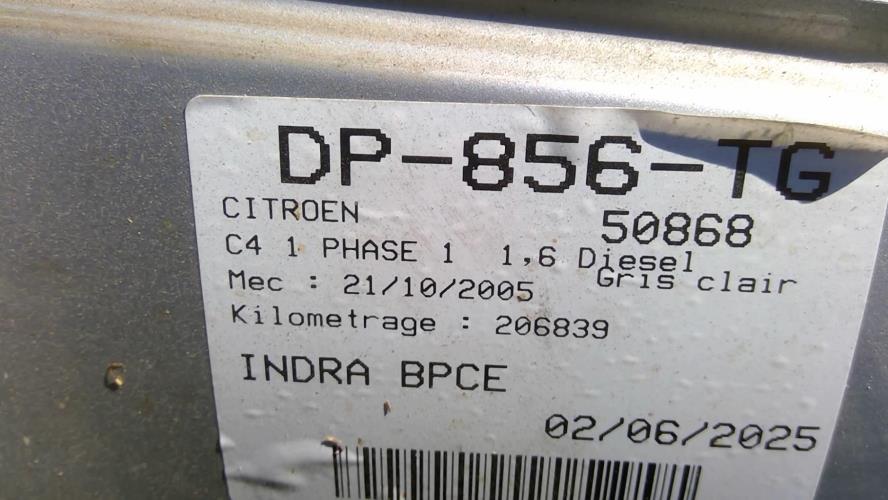 DP-856-TG
CITROEN
50868
C4 1 PHASE 1 1,6 Diesel
Gris clair
Mec : 21/10/2005
Kilometrage : 206839
INDRA BPCE
02/06/2025